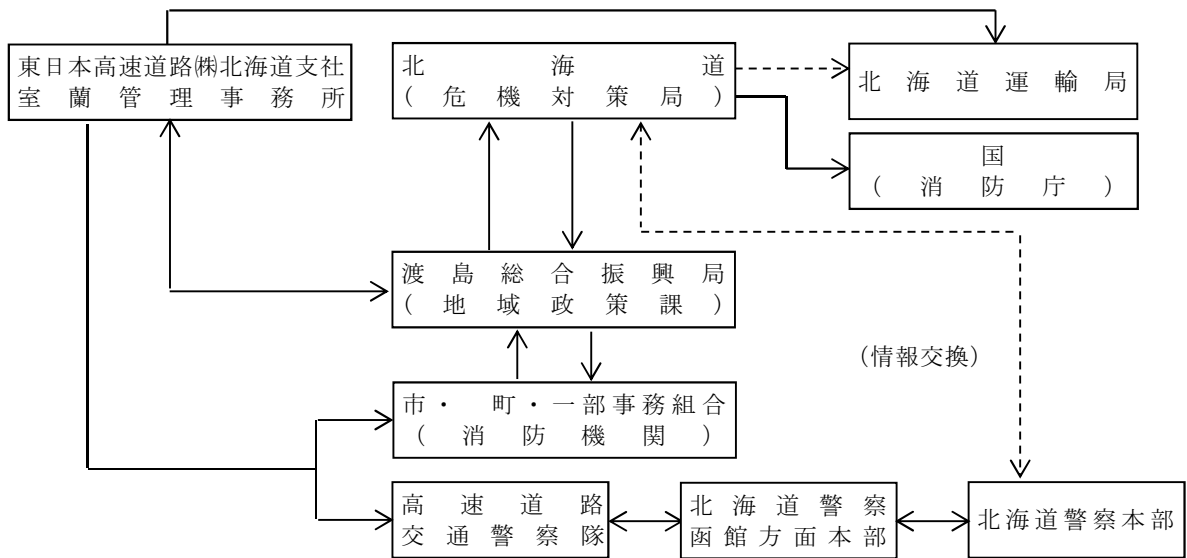 東日本高速道路㈱北海道支社
室蘭管理事務所
北海道
(危機対策局)
北海道運輸局
国
(消防庁)
渡島総合振興局
(地域政策課)
(情報交換)
市・町・一部事務組合
(消防機関)
高速道路
交通警察隊
北海道警察
函館方面本部
北海道警察本部